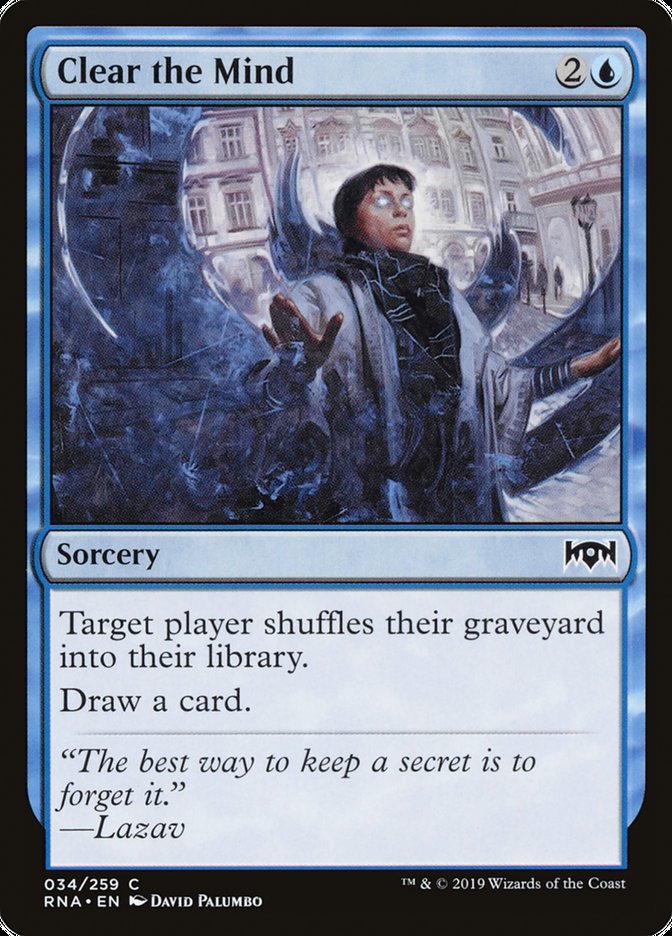 Clear the Mind 2
Sorcery
Target player shuffles their graveyard
into their library.
Draw a card.
“The best way to keep a secret is to
forget it.”
—Lazav
034/259 C
™ & © 2019 Wizards of the Coast
RNA • EN David Palumbo